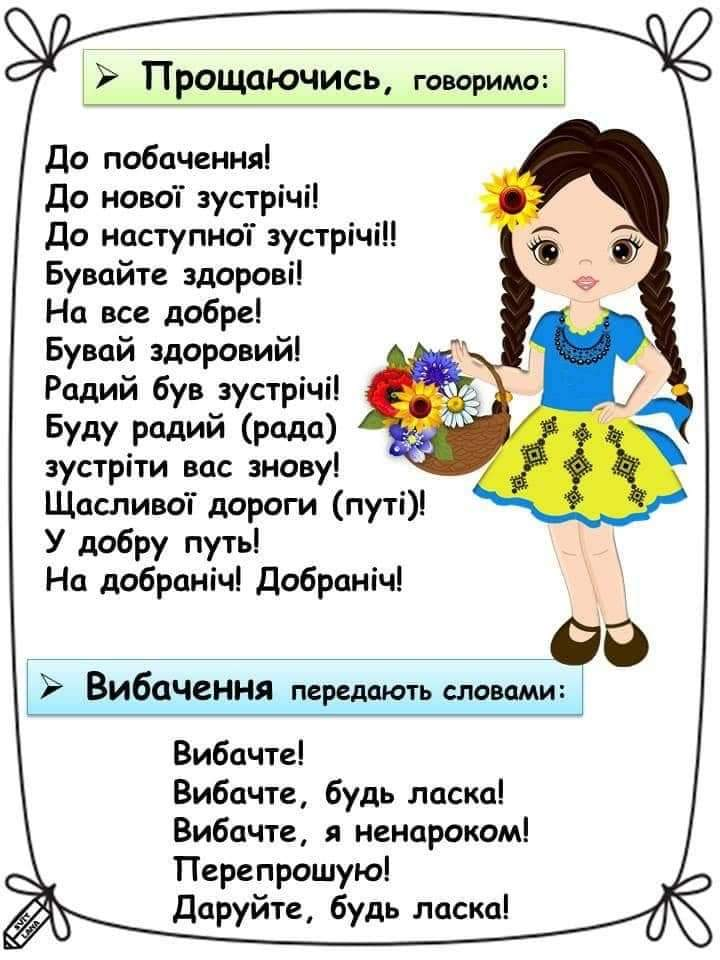 ➢ Прощаючись, говоримо:
До побачення!
До нової зустрічі!
До наступної зустрічі!!
Бувайте здорові!
На все добре!
Бувай здоровий!
Радий був зустрічі!
Буду радий (рада)
зустріти вас знову!
Щасливої дороги (путі)!
У добру путь!
На добраніч! Добраніч!
➢ Вибачення передають словами:
Вибачте!
Вибачте, будь ласка!
Вибачте, я ненароком!
Перепрошую!
Даруйте, будь ласка!
SVIT
LANA